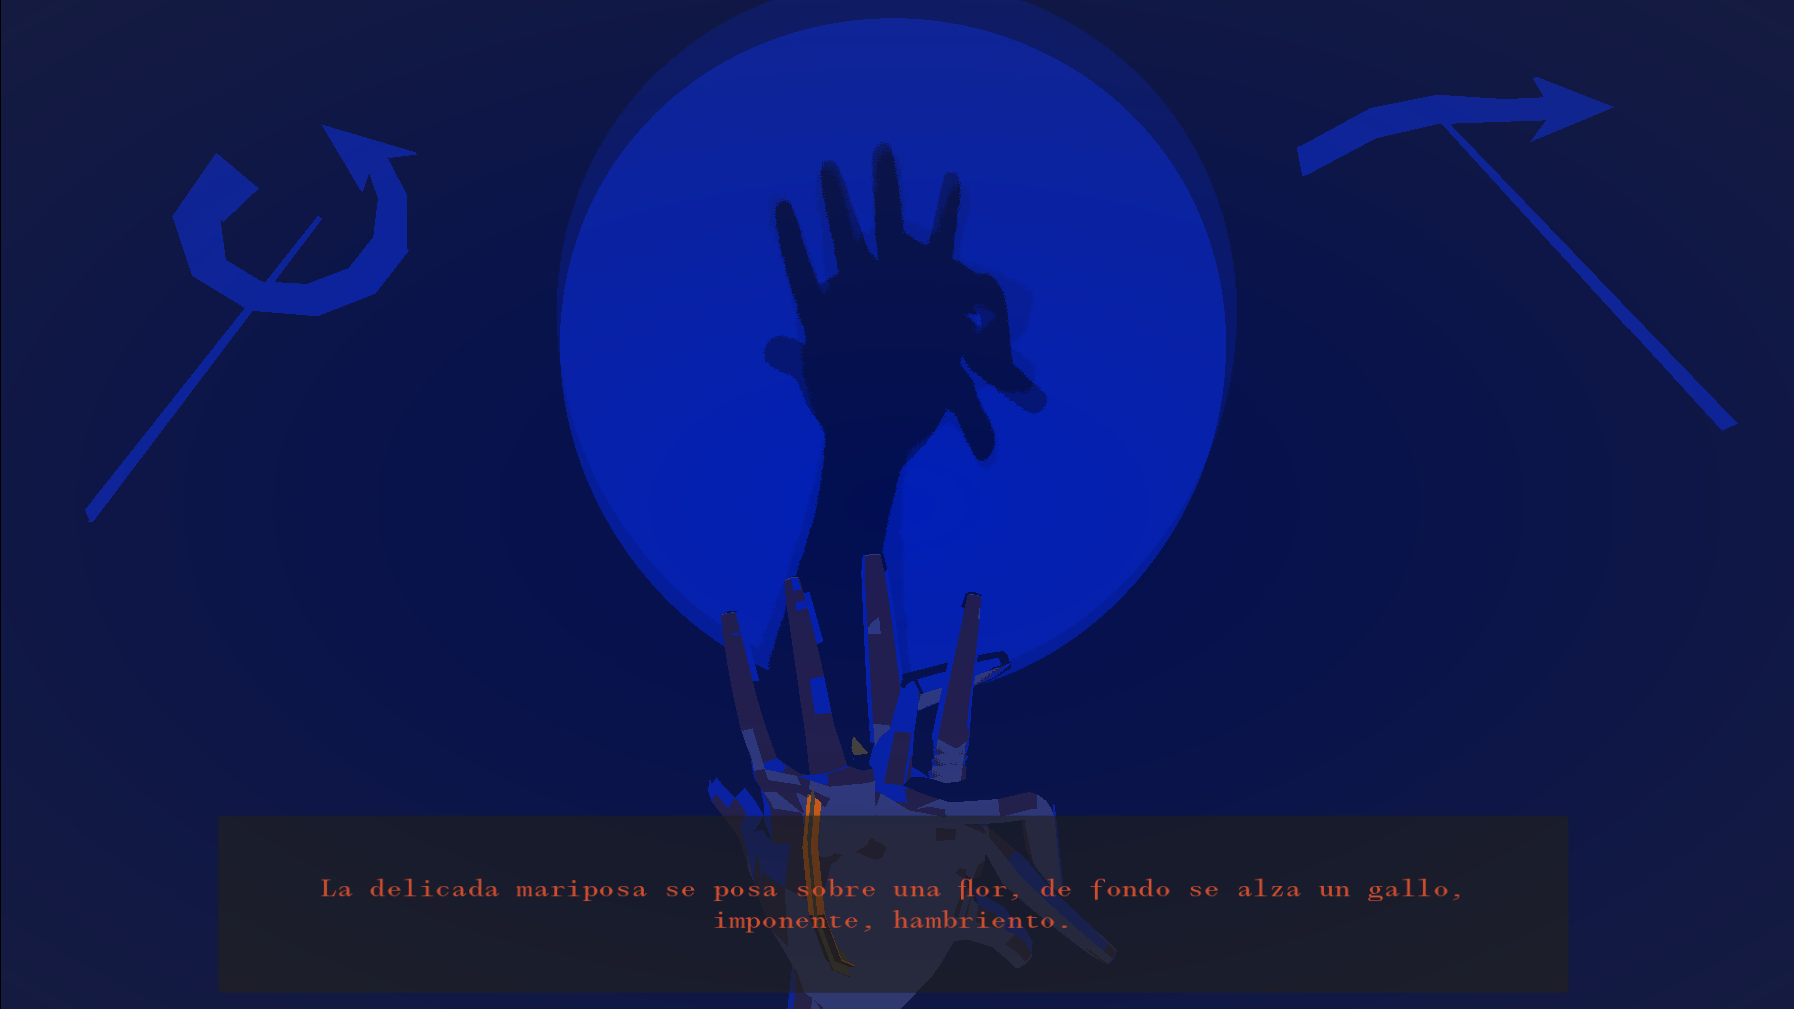 La delicada mariposa se posa sobre una flor, de fondo se alza un gallo,
imponente, hambriento.